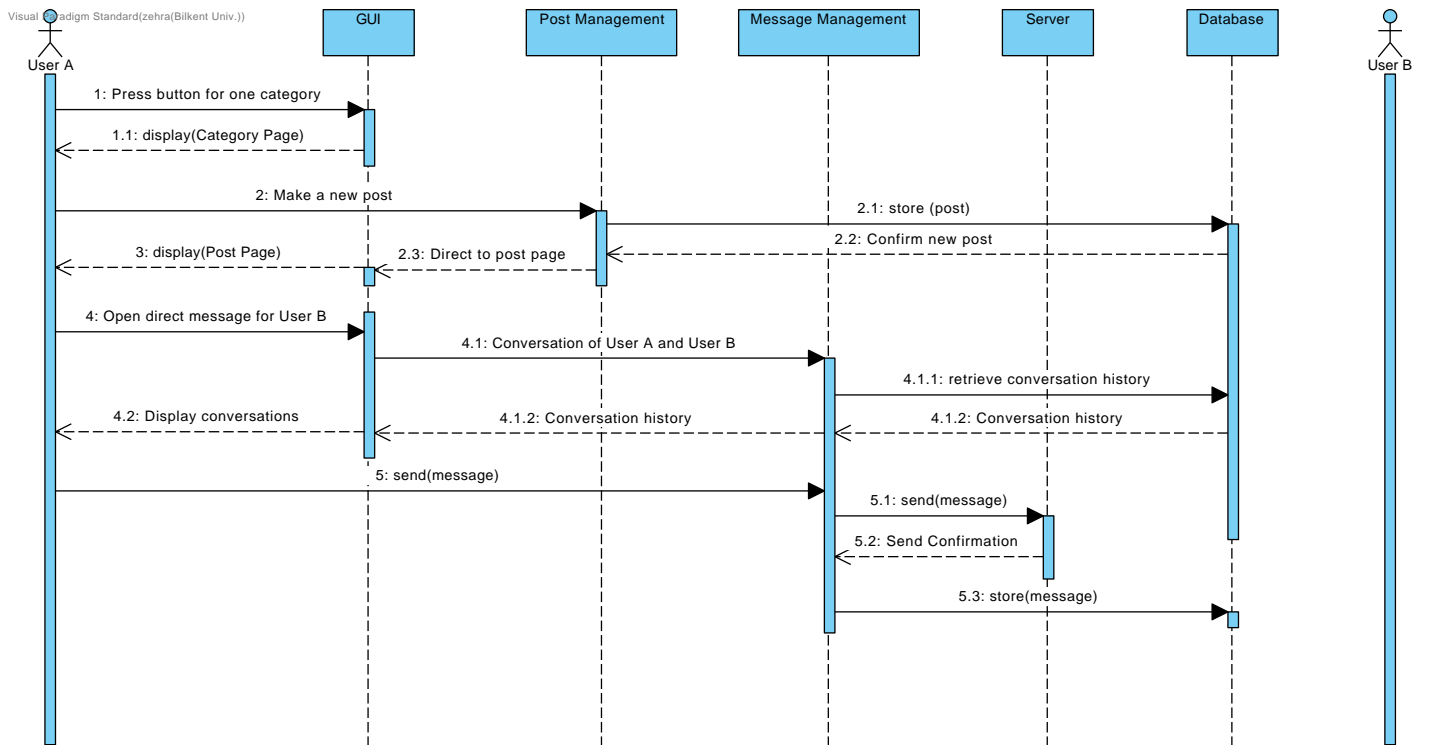 Visual Paradigm Standard(zehra(Bilkent Univ.))
GUI
Post Management
Message Management
Server
Database
User A
User B
1: Press button for one category
1.1: display(Category Page)
2: Make a new post
2.1: store (post)
2.2: Confirm new post
3: display(Post Page)
2.3: Direct to post page
4: Open direct message for User B
4.1: Conversation of User A and User B
4.1.1: retrieve conversation history
4.2: Display conversations
4.1.2: Conversation history
4.1.2: Conversation history
5: send(message)
5.1: send(message)
5.2: Send Confirmation
5.3: store(message)